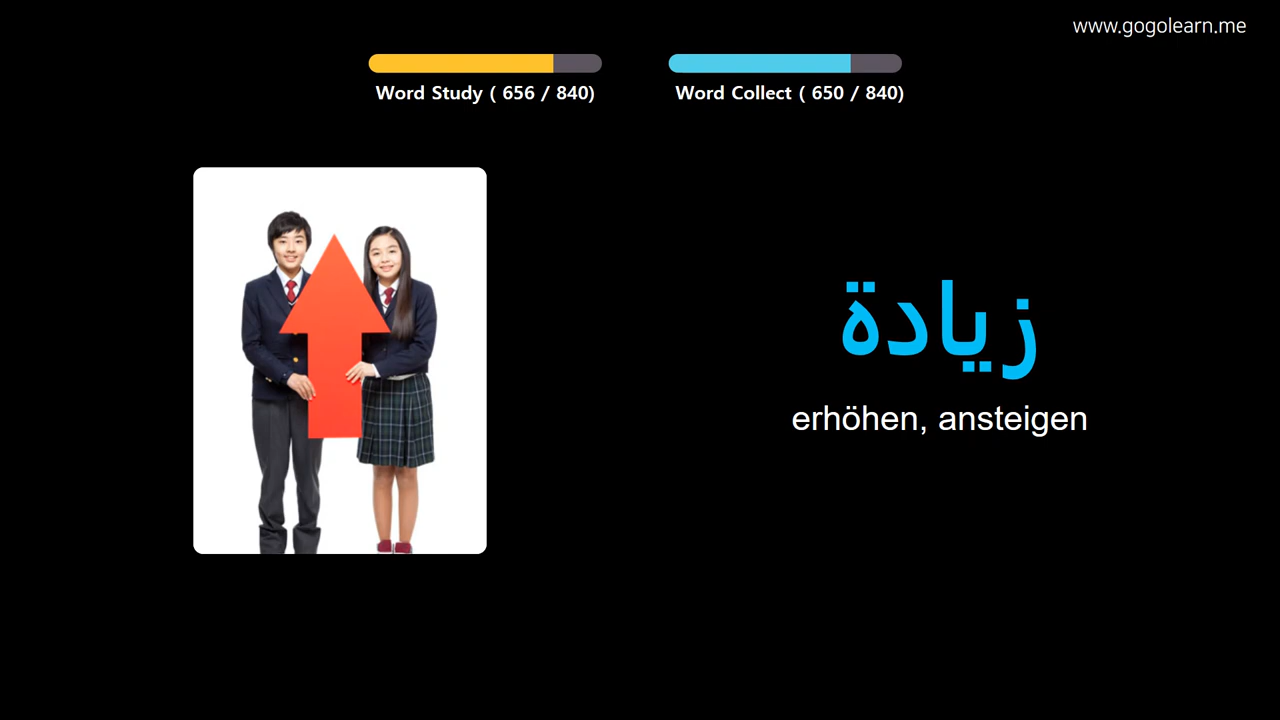 www.gogolearn.me
Word Study ( 656 / 840)
Word Collect ( 650 / 840)
زيادة
erhöhen, ansteigen